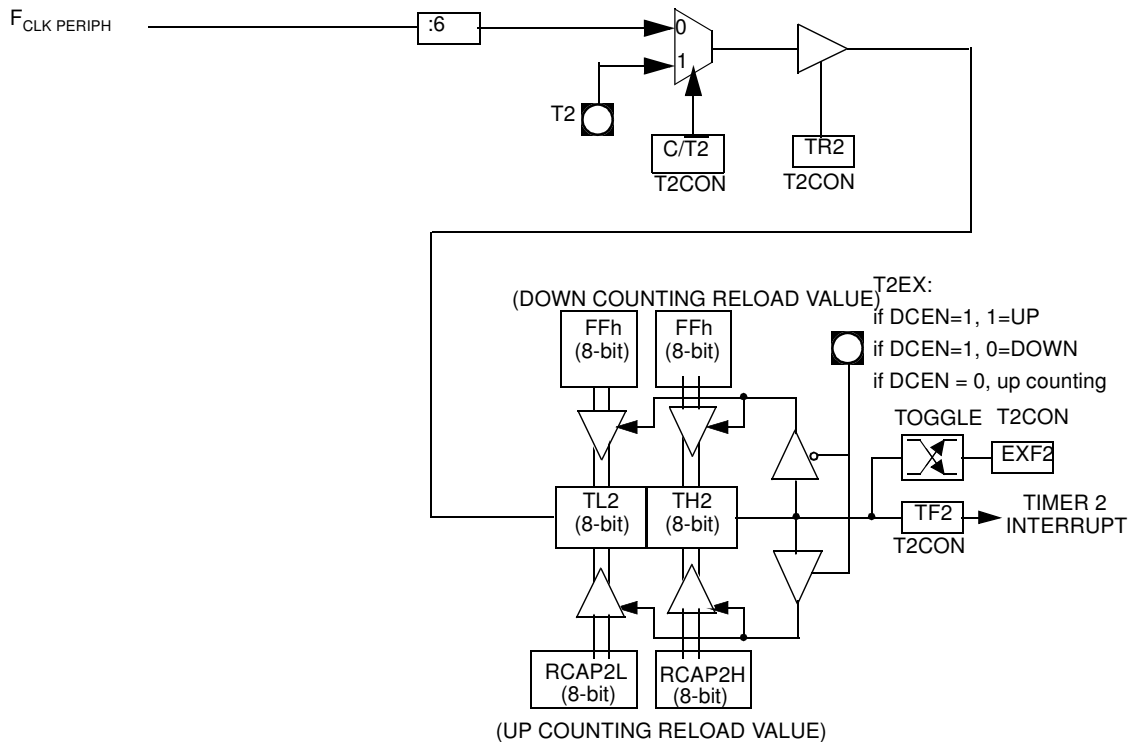 FCLK PERIPH
:6
0
1
T2
C/T2
TR2
T2CON
T2CON
T2EX:
(DOWN COUNTING RELOAD VALUE)
if DCEN=1, 1=UP
FFh
(8-bit)
FFh
(8-bit)
if DCEN=1, 0=DOWN
if DCEN = 0, up counting
TOGGLE
T2CON
EXF2
TL2
(8-bit)
TH2
(8-bit)
TF2
T2CON
TIMER 2
INTERRUPT
RCAP2L
(8-bit)
RCAP2H
(8-bit)
(UP COUNTING RELOAD VALUE)